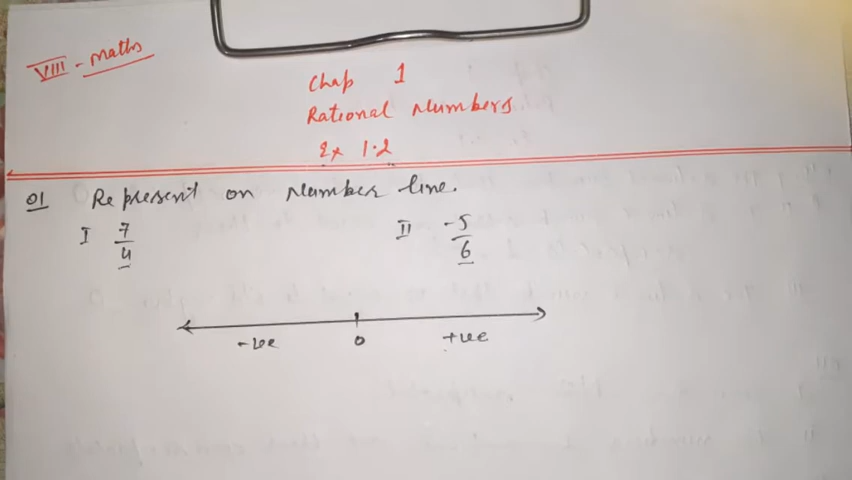 VIII - maths
Chap 1
Rational Numbers
Ex 1.2
Q1 Represent on Number line.
I 7/4 II -5/6
-ve 0 +ve